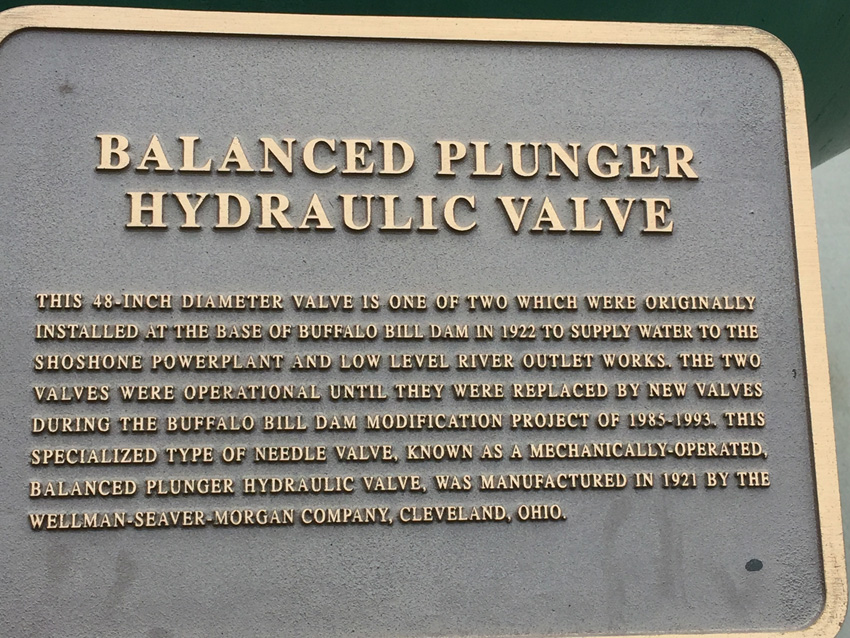 BALANCED PLUNGER
HYDRAULIC VALVE
THIS 48-INCH DIAMETER VALVE IS ONE OF TWO WHICH WERE ORIGINALLY
INSTALLED AT THE BASE OF BUFFALO BILL DAM IN 1922 TO SUPPLY WATER TO THE
SHOSHONE POWERPLANT AND LOW LEVEL RIVER OUTLET WORKS. THE TWO
VALVES WERE OPERATIONAL UNTIL THEY WERE REPLACED BY NEW VALVES
DURING THE BUFFALO BILL DAM MODIFICATION PROJECT OF 1985-1993. THIS
SPECIALIZED TYPE OF NEEDLE VALVE, KNOWN AS A MECHANICALLY-OPERATED,
BALANCED PLUNGER HYDRAULIC VALVE, WAS MANUFACTURED IN 1921 BY THE
WELLMAN-SEAVER-MORGAN COMPANY, CLEVELAND, OHIO.